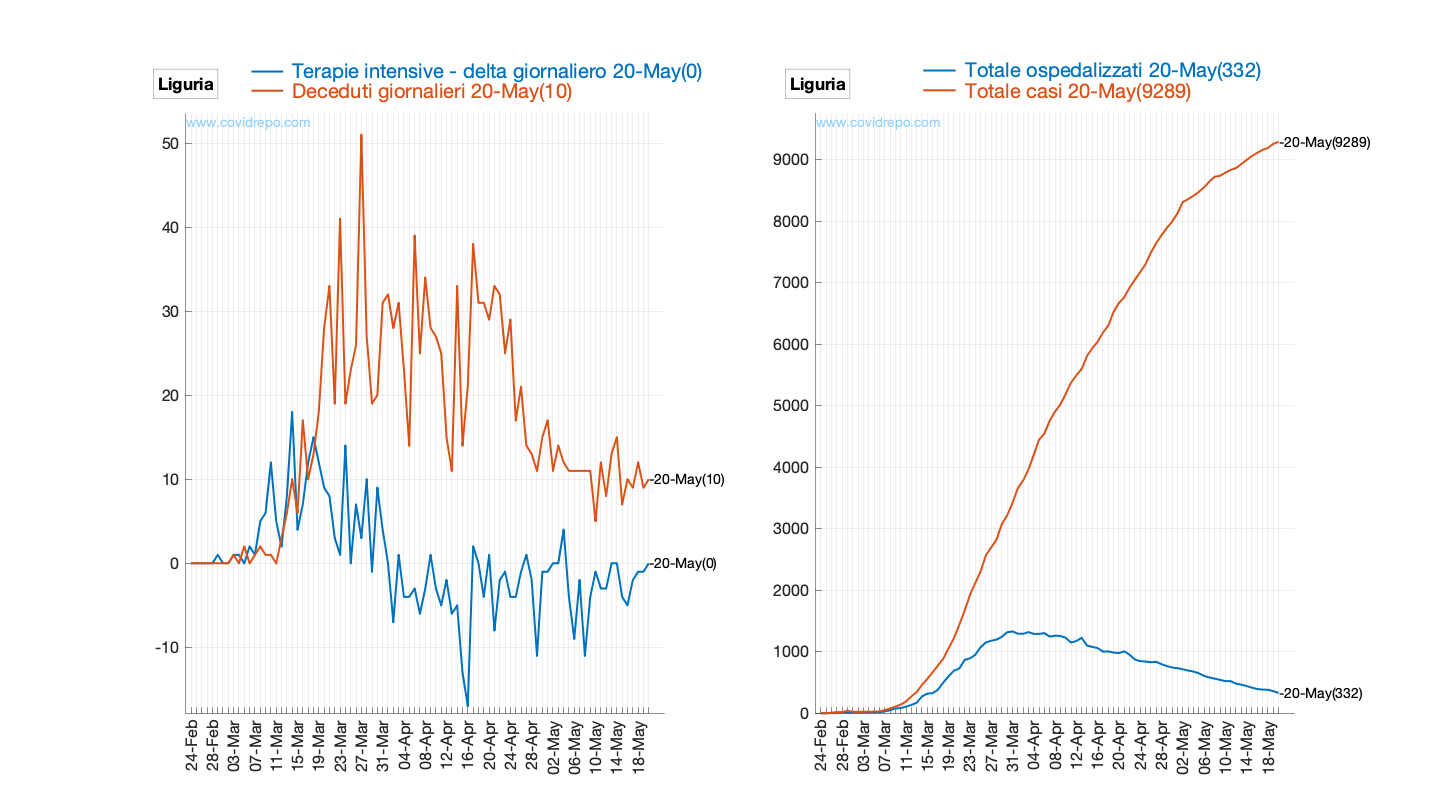 Liguria
Terapie intensive - delta giornaliero 20-May(0)
Deceduti giornalieri 20-May(10)
www.covidrepo.com
50
40
30
20
10
0
-10
-20-May(10)
-20-May(0)
24-Feb
28-Feb
03-Mar
07-Mar
11-Mar
15-Mar
19-Mar
23-Mar
27-Mar
31-Mar
04-Apr
08-Apr
12-Apr
16-Apr
20-Apr
24-Apr
28-Apr
02-May
06-May
10-May
14-May
18-May
Liguria
Totale ospedalizzati 20-May(332)
Totale casi 20-May(9289)
www.covidrepo.com
9000
8000
7000
6000
5000
4000
3000
2000
1000
0
-20-May(9289)
-20-May(332)
24-Feb
28-Feb
03-Mar
07-Mar
11-Mar
15-Mar
19-Mar
23-Mar
27-Mar
31-Mar
04-Apr
08-Apr
12-Apr
16-Apr
20-Apr
24-Apr
28-Apr
02-May
06-May
10-May
14-May
18-May